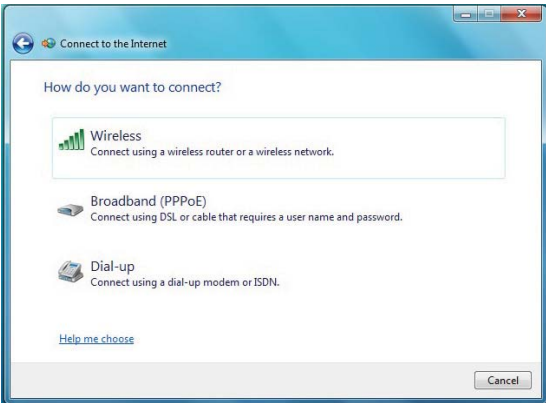 Connect to the Internet
How do you want to connect?
Wireless
Connect using a wireless router or a wireless network.
Broadband (PPPoE)
Connect using DSL or cable that requires a user name and password.
Dial-up
Connect using a dial-up modem or ISDN.
Help me choose
Cancel